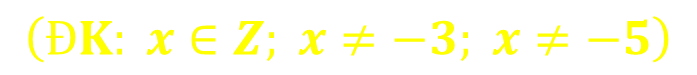 (ĐK: x ∈ Z; x ≠ −3; x ≠ −5)